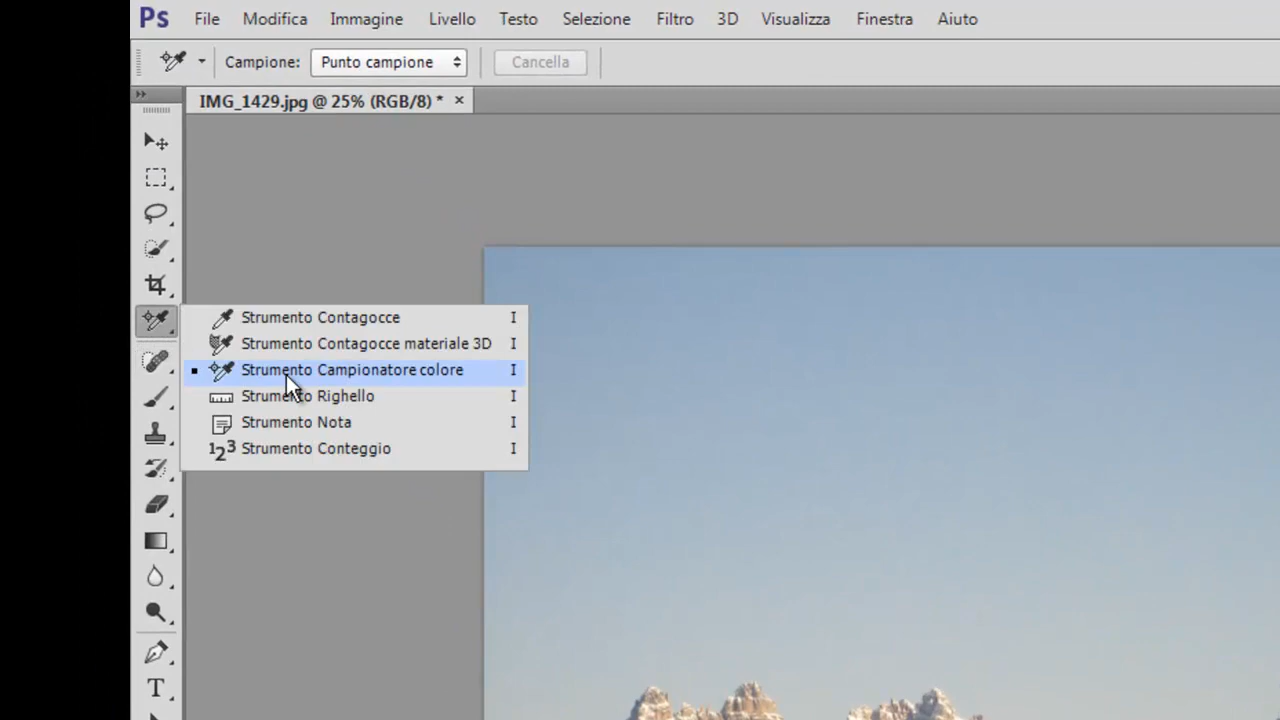 Ps File Modifica Immagine Livello Testo Selezione Filtro 3D Visualizza Finestra Aiuto
Campione: Punto campione Cancella
IMG_1429.jpg @ 25% (RGB/8) * ×
Strumento Contagocce I
Strumento Contagocce materiale 3D I
Strumento Campionatore colore I
Strumento Righello I
Strumento Nota I
123 Strumento Conteggio I
T